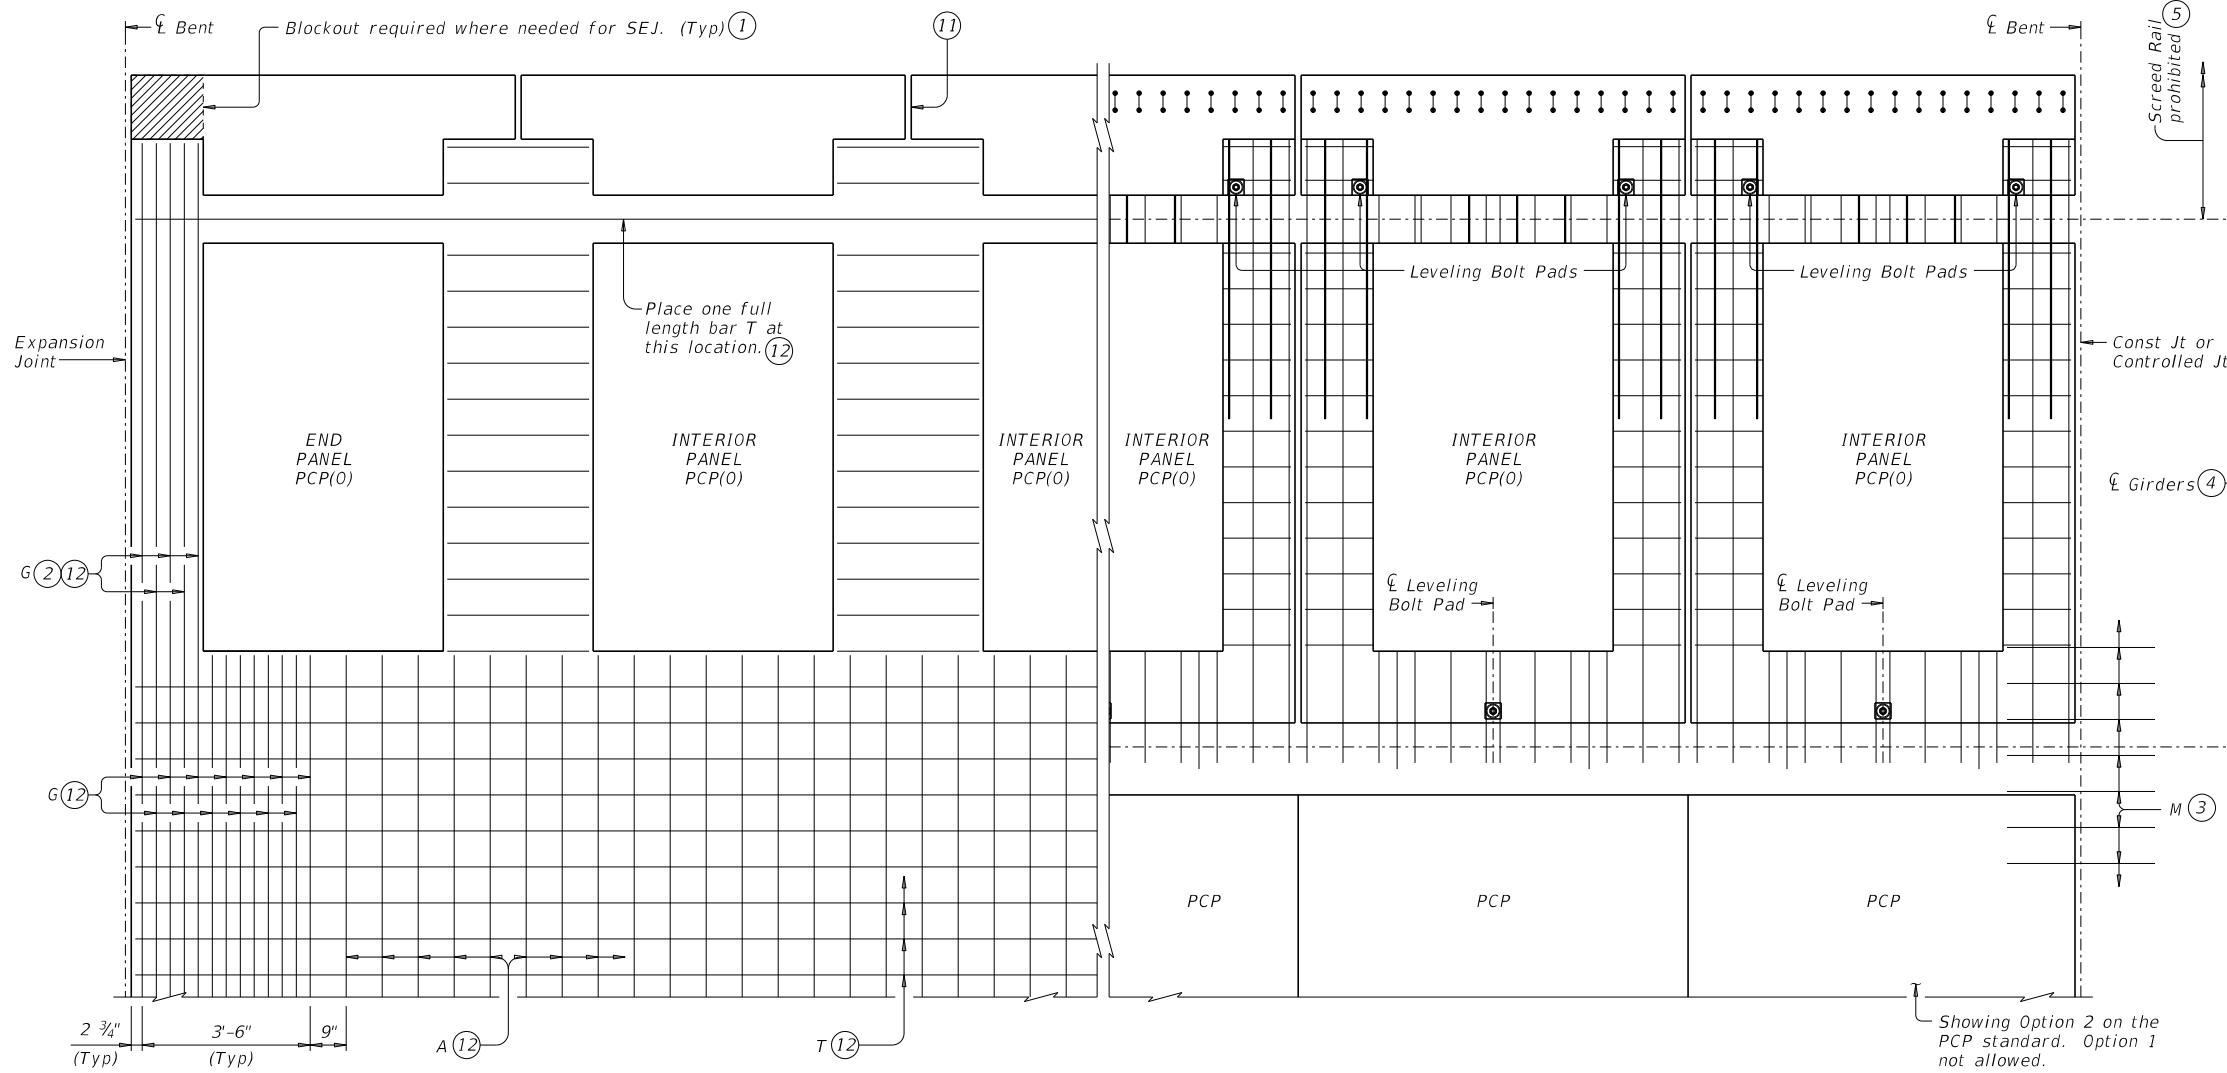 ℄ Bent
Blockout required where needed for SEJ. (Typ) 1
11
℄ Bent
Screed Rail
prohibited 5
Leveling Bolt Pads
Leveling Bolt Pads
Place one full
length bar T at
this location. 12
Expansion
Joint
Const Jt or
Controlled Jt
END
PANEL
PCP(O)
INTERIOR
PANEL
PCP(O)
INTERIOR
PANEL
PCP(O)
INTERIOR
PANEL
PCP(O)
INTERIOR
PANEL
PCP(O)
INTERIOR
PANEL
PCP(O)
℄ Girders 4
G 2 12
℄ Leveling
Bolt Pad
℄ Leveling
Bolt Pad
G 12
M 3
PCP
PCP
PCP
2 ¾"
(Typ)
3'-6"
(Typ)
9"
A 12
T 12
Showing Option 2 on the
PCP standard. Option 1
not allowed.